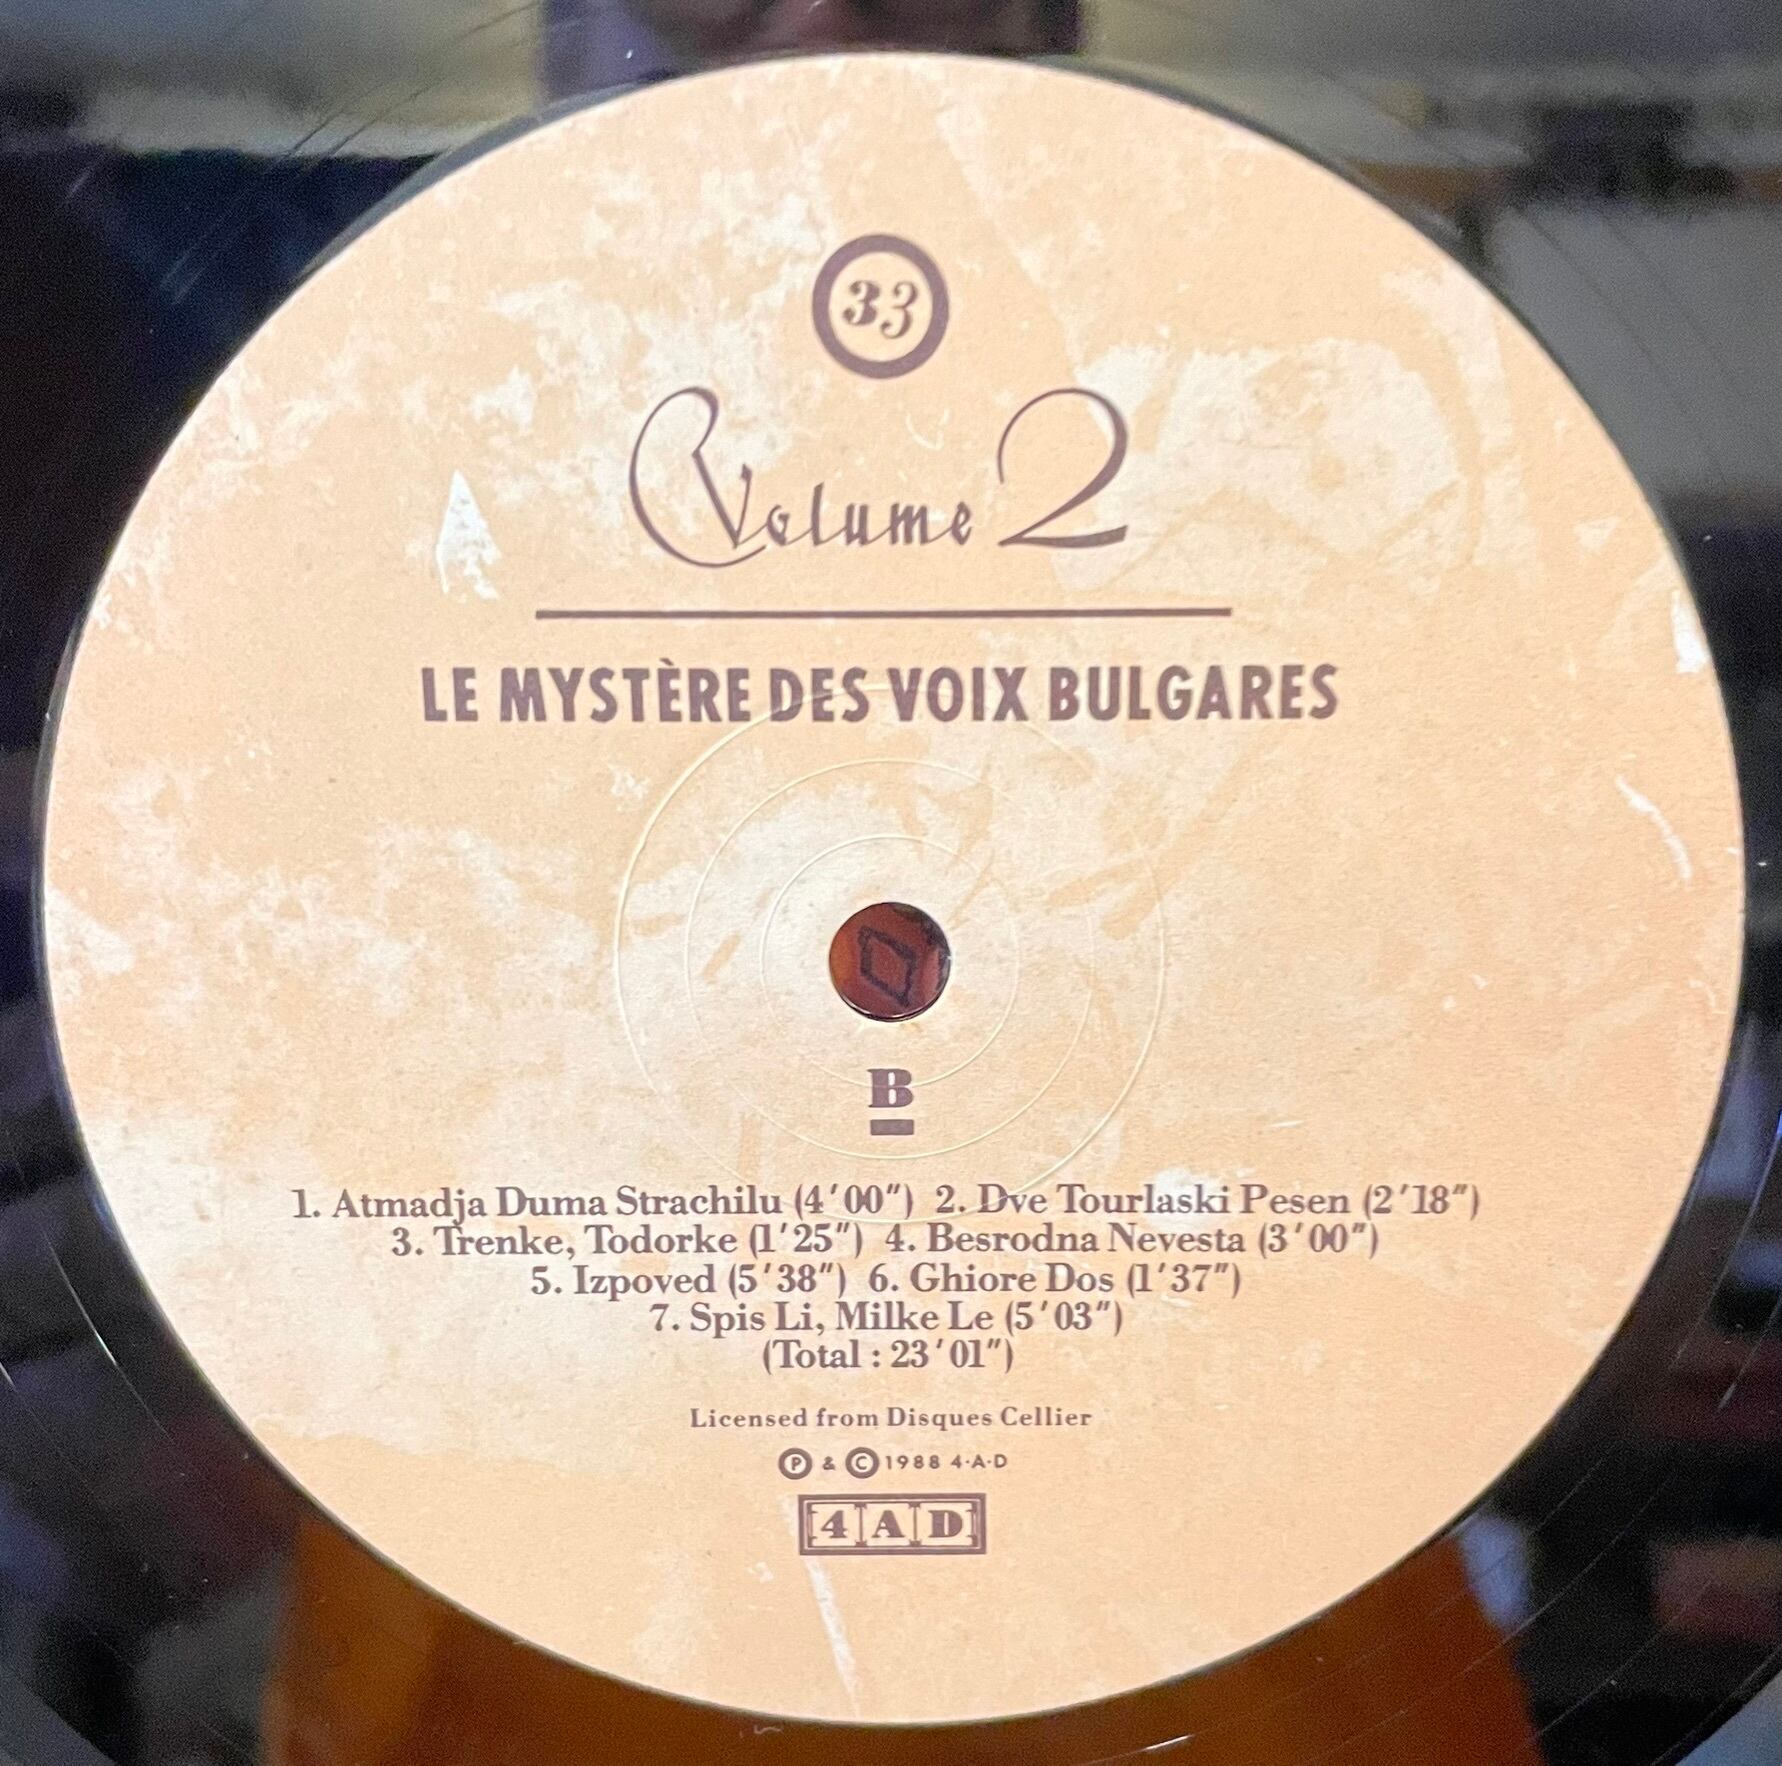 33
Volume 2
LE MYSTÈRE DES VOIX BULGARES
B
1. Atmadja Duma Strachilu (4'00") 2. Dve Tourlaski Pesen (2'18")
3. Trenke, Todorke (1'25") 4. Besrodna Nevesta (3'00")
5. Izpoved (5'38") 6. Ghiore Dos (1'37")
7. Spis Li, Milke Le (5'03")
(Total : 23'01")
Licensed from Disques Cellier
Ⓟ & © 1988 4·A·D
4AD